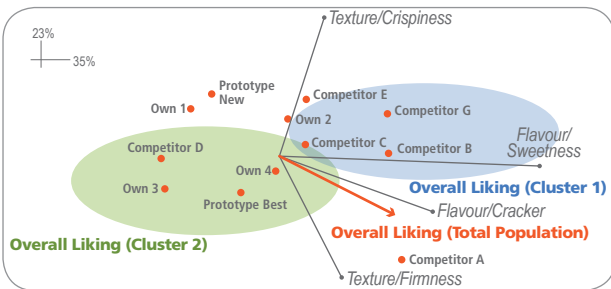 Texture/Crispiness
23%
35%
Prototype
New
Competitor E
Own 1
Competitor G
Own 2
Flavour/
Sweetness
Competitor D
Competitor C
Competitor B
Own 4
Own 3
Overall Liking (Cluster 1)
Prototype Best
Flavour/Cracker
Overall Liking (Total Population)
Overall Liking (Cluster 2)
Competitor A
Texture/Firmness